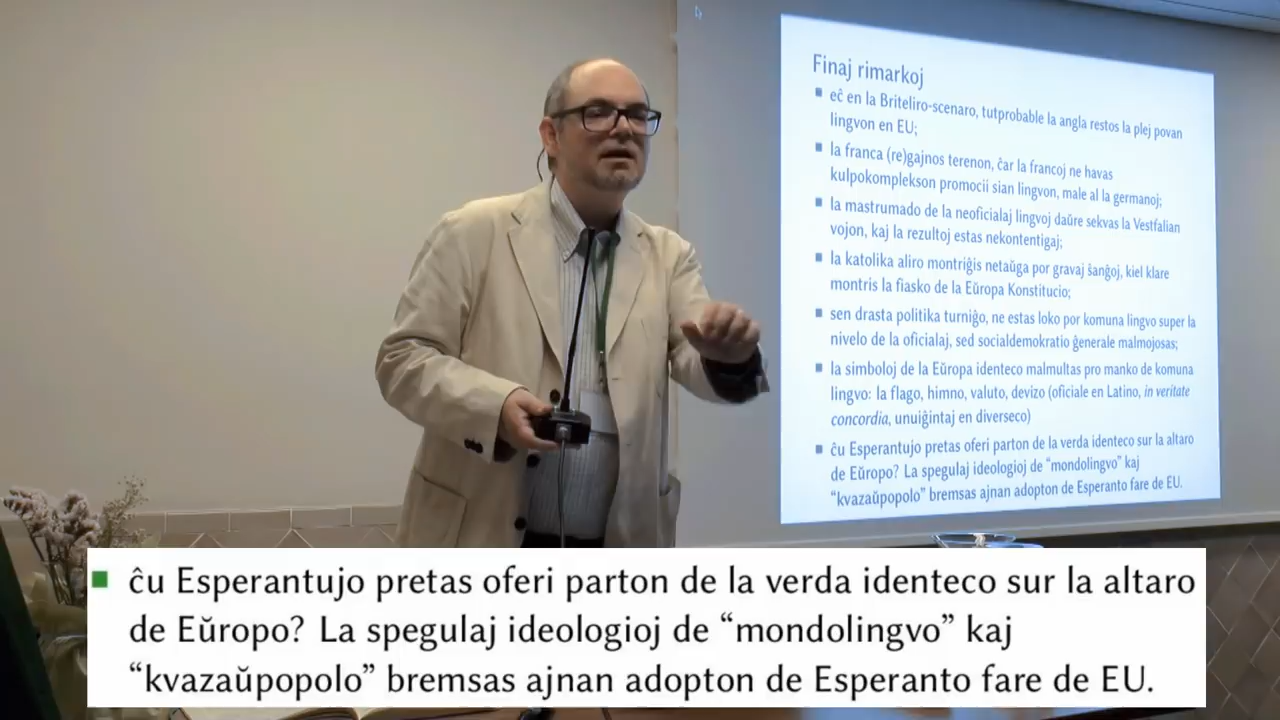 Finaj rimarkoj
▪ eĉ en la Briteliro-scenaro, tutprobable la angla restos la plej povan
lingvon en EU;
▪ la franca (re)gajnos terenon, ĉar la francoj ne havas
kulpokomplekson promocii sian lingvon, male al la germanoj;
▪ la mastrumado de la neoficialaj lingvoj daŭre sekvas la Vestfalian
vojon, kaj la rezultoj estas nekontentigaj;
▪ la katolika aliro montriĝis netaŭga por gravaj ŝanĝoj, kiel klare
montris la fiasko de la Eŭropa Konstitucio;
▪ sen drasta politika turniĝo, ne estas loko por komuna lingvo super la
nivelo de la oficialaj, sed socialdemokratio ĝenerale malmojosas;
▪ la simboloj de la Eŭropa identeco malmultas pro manko de komuna
lingvo: la flago, himno, valuto, devizo (oficiale en Latino, in veritate
concordia, unuiĝintaj en diverseco)
▪ ĉu Esperantujo pretas oferi parton de la verda identeco sur la altaro
de Eŭropo? La spegulaj ideologioj de “mondolingvo” kaj
“kvazaŭpopolo” bremsas ajnan adopton de Esperanto fare de EU.
▪ ĉu Esperantujo pretas oferi parton de la verda identeco sur la altaro
de Eŭropo? La spegulaj ideologioj de “mondolingvo” kaj
“kvazaŭpopolo” bremsas ajnan adopton de Esperanto fare de EU.